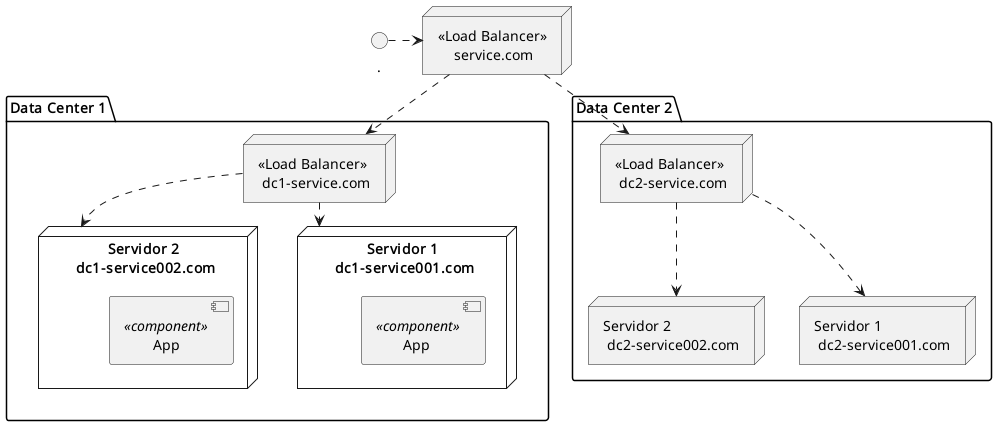 «Load Balancer»
service.com
.
Data Center 1
«Load Balancer»
dc1-service.com
Servidor 2
dc1-service002.com
«component»
App
Servidor 1
dc1-service001.com
«component»
App
Data Center 2
«Load Balancer»
dc2-service.com
Servidor 2
dc2-service002.com
Servidor 1
dc2-service001.com